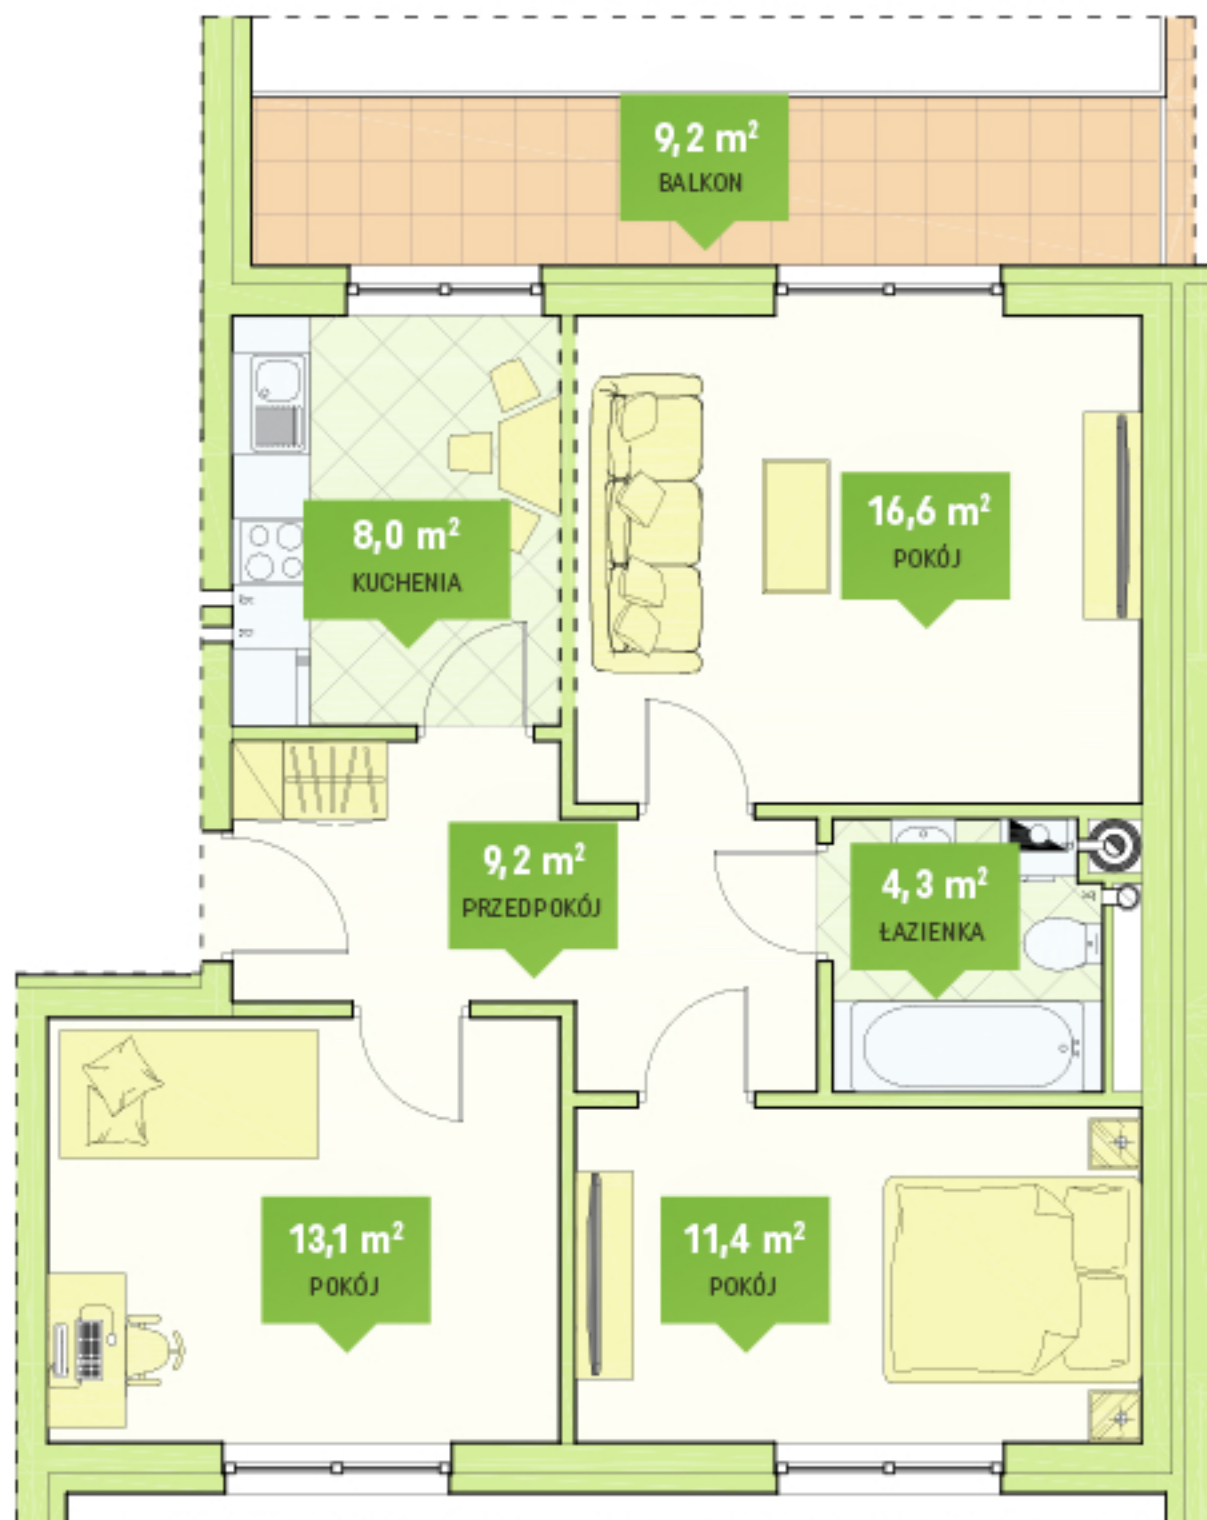 9,2 m²
BALKON
8,0 m²
KUCHENIA
16,6 m²
POKÓJ
9,2 m²
PRZEDPOKÓJ
4,3 m²
ŁAZIENKA
13,1 m²
POKÓJ
11,4 m²
POKÓJ